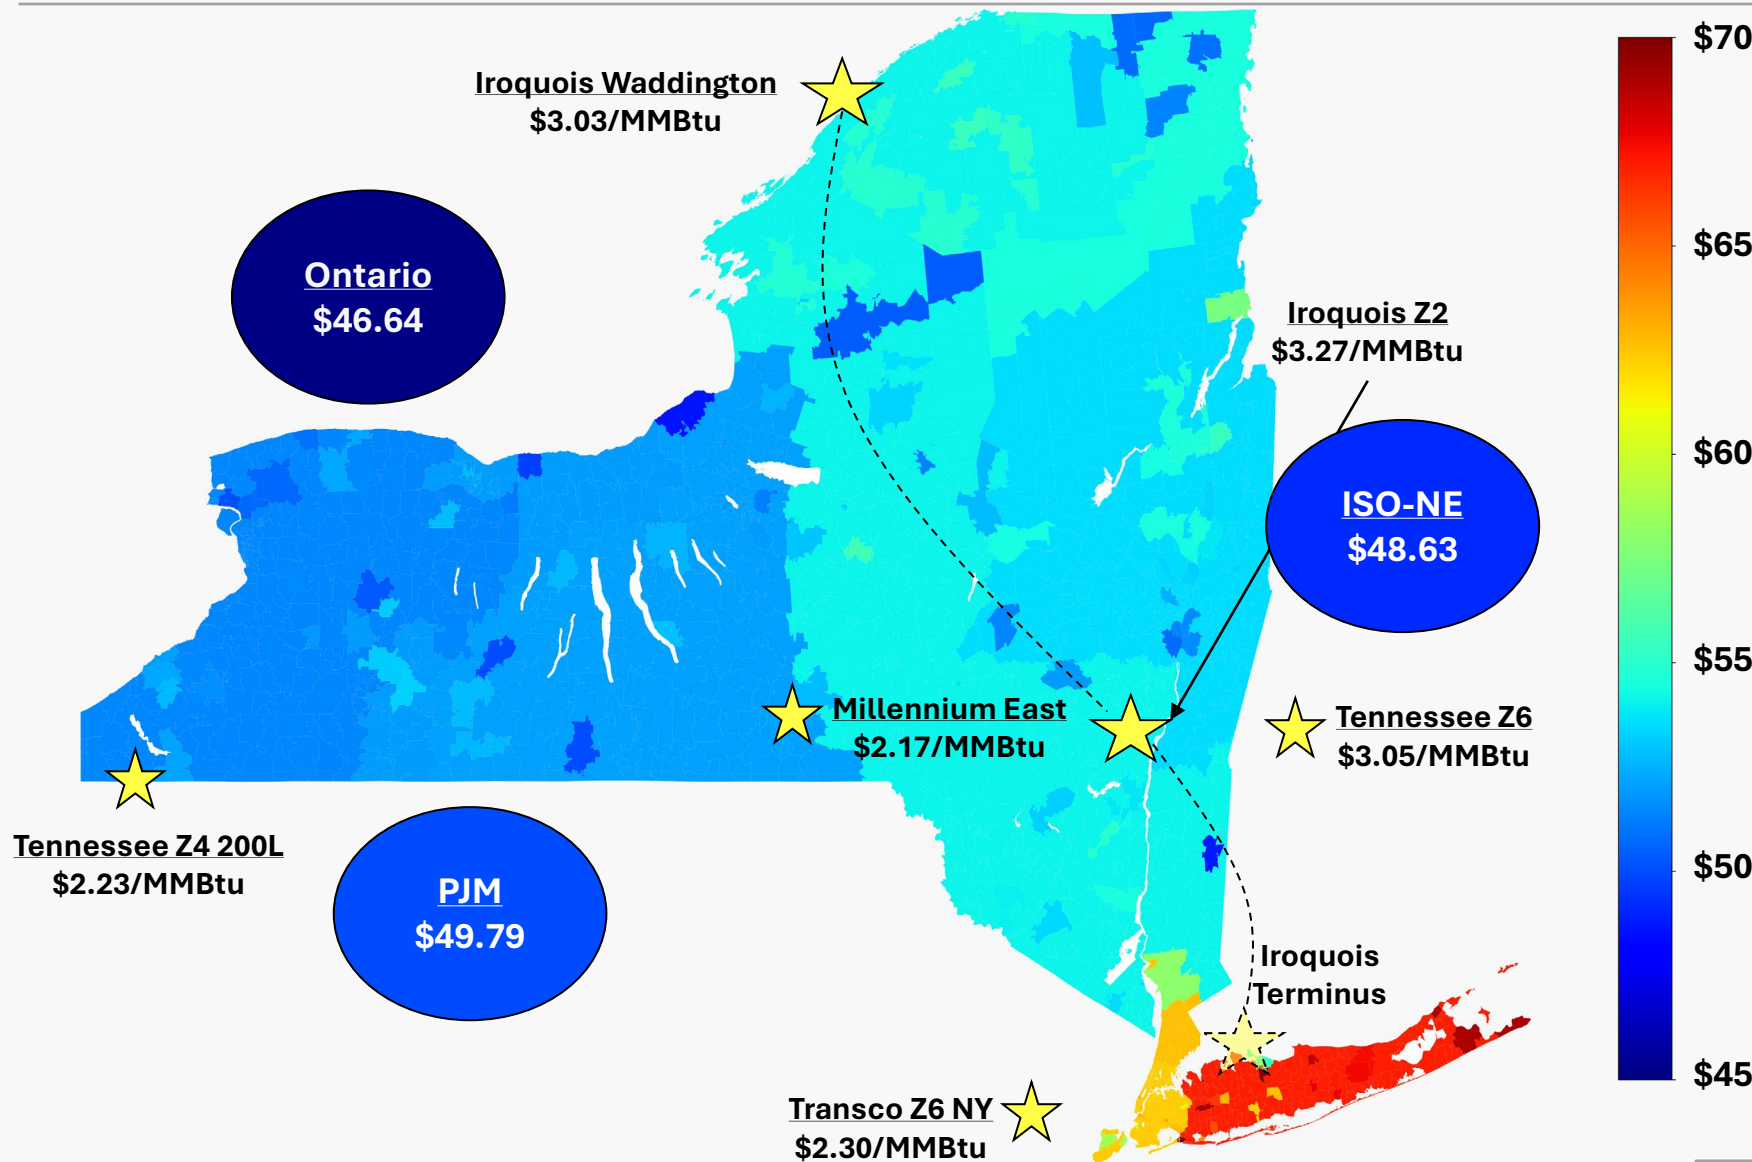 Iroquois Waddington
$3.03/MMBtu
Ontario
$46.64
Iroquois Z2
$3.27/MMBtu
ISO-NE
$48.63
Millennium East
$2.17/MMBtu
Tennessee Z6
$3.05/MMBtu
Tennessee Z4 200L
$2.23/MMBtu
PJM
$49.79
Iroquois
Terminus
Transco Z6 NY
$2.30/MMBtu
$70
$65
$60
$55
$50
$45